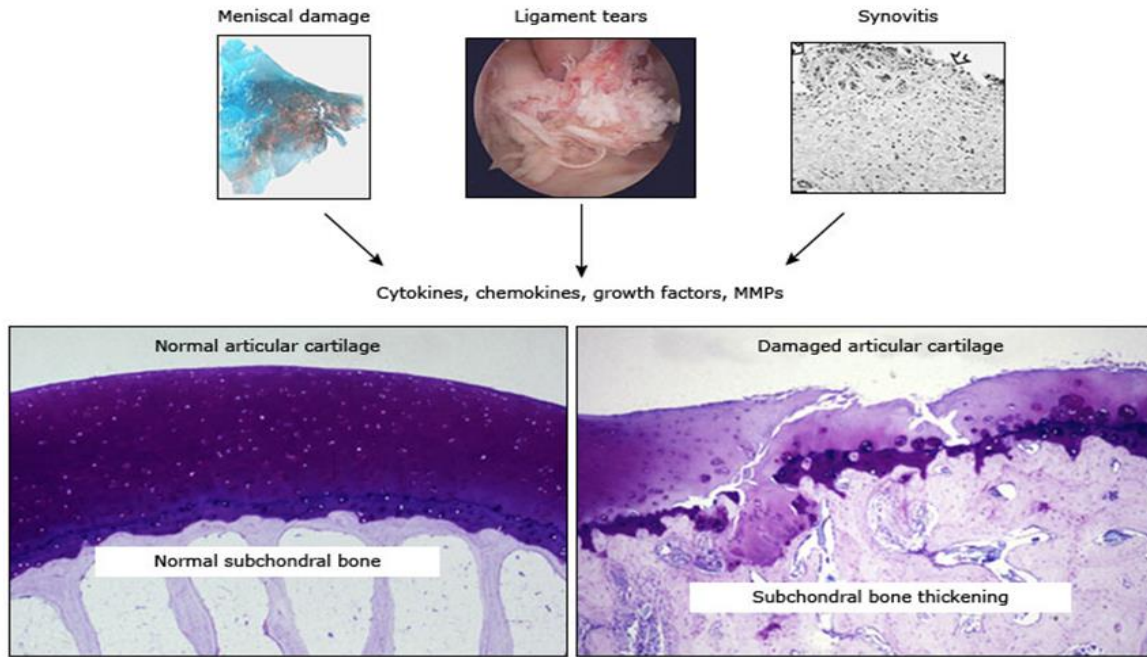 Meniscal damage
Ligament tears
Synovitis
Cytokines, chemokines, growth factors, MMPs
Normal articular cartilage
Damaged articular cartilage
Normal subchondral bone
Subchondral bone thickening